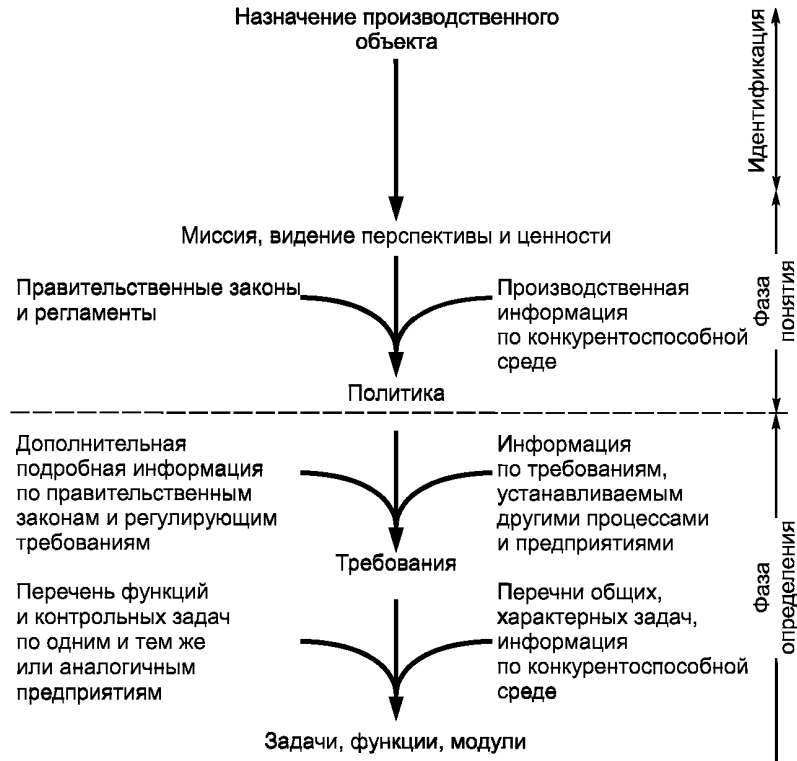 Назначение производственного
объекта
Идентификация
Миссия, видение перспективы и ценности
Правительственные законы
и регламенты
Производственная
информация
по конкурентоспособной
среде
Фаза
понятия
Политика
Дополнительная
подробная информация
по правительственным
законам и регулирующим
требованиям
Информация
по требованиям,
устанавливаемым
другими процессами
и предприятиями
Требования
Фаза
определения
Перечень функций
и контрольных задач
по одним и тем же
или аналогичным
предприятиям
Перечни общих,
характерных задач,
информация
по конкурентоспособной
среде
Задачи, функции, модули